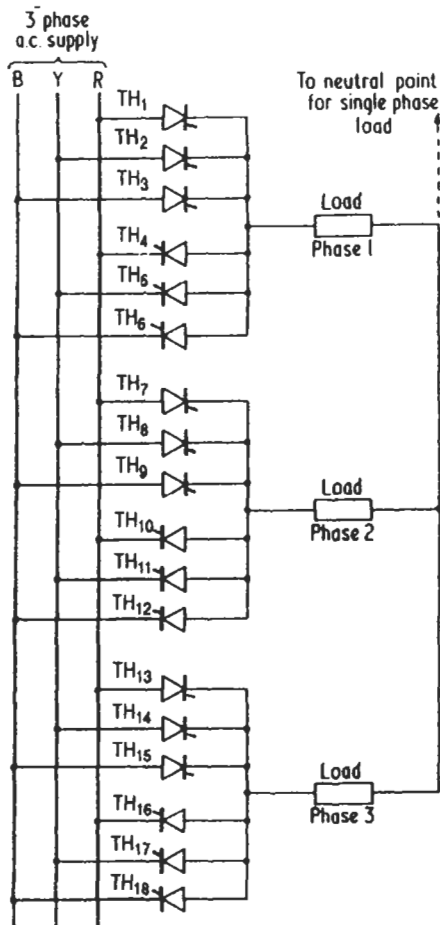 3 phase
a.c. supply
B Y R
To neutral point
for single phase
load
TH₁
TH₂
TH₃
Load
Phase 1
TH₄
TH₅
TH₆
TH₇
TH₈
TH₉
Load
Phase 2
TH₁₀
TH₁₁
TH₁₂
TH₁₃
TH₁₄
TH₁₅
Load
Phase 3
TH₁₆
TH₁₇
TH₁₈